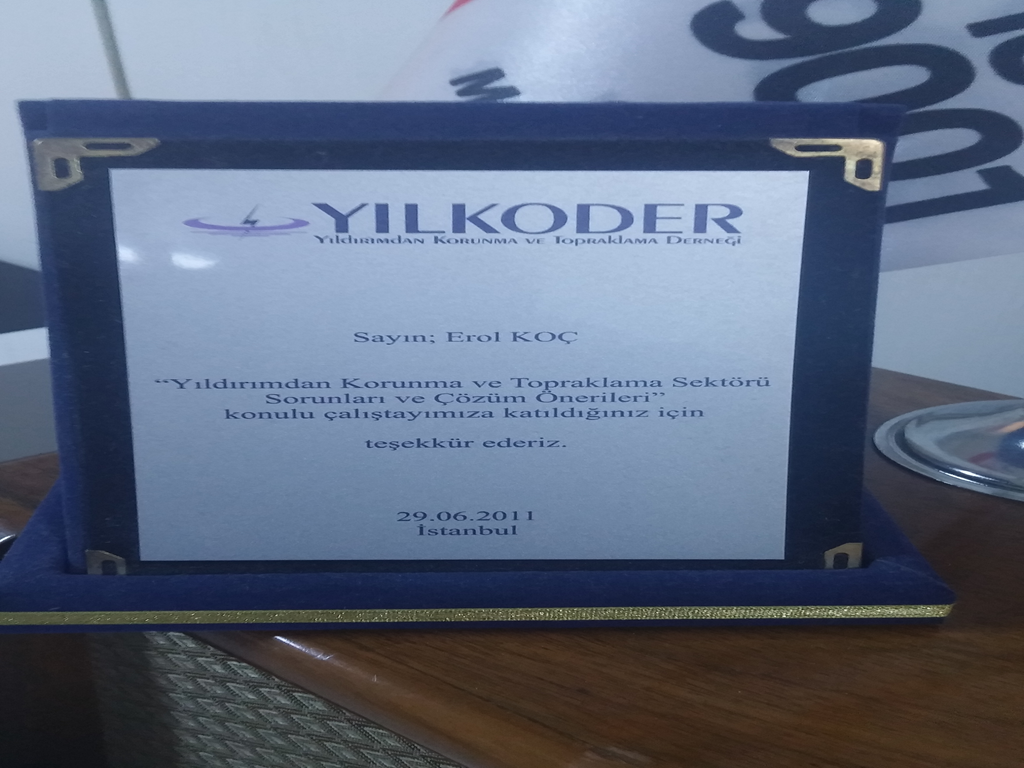 YILKODER
Yıldırımdan Korunma ve Topraklama Derneği
Sayın; Erol KOÇ
“Yıldırımdan Korunma ve Topraklama Sektörü
Sorunları ve Çözüm Önerileri”
konulu çalıştayımıza katıldığınız için
teşekkür ederiz.
29.06.2011
İstanbul